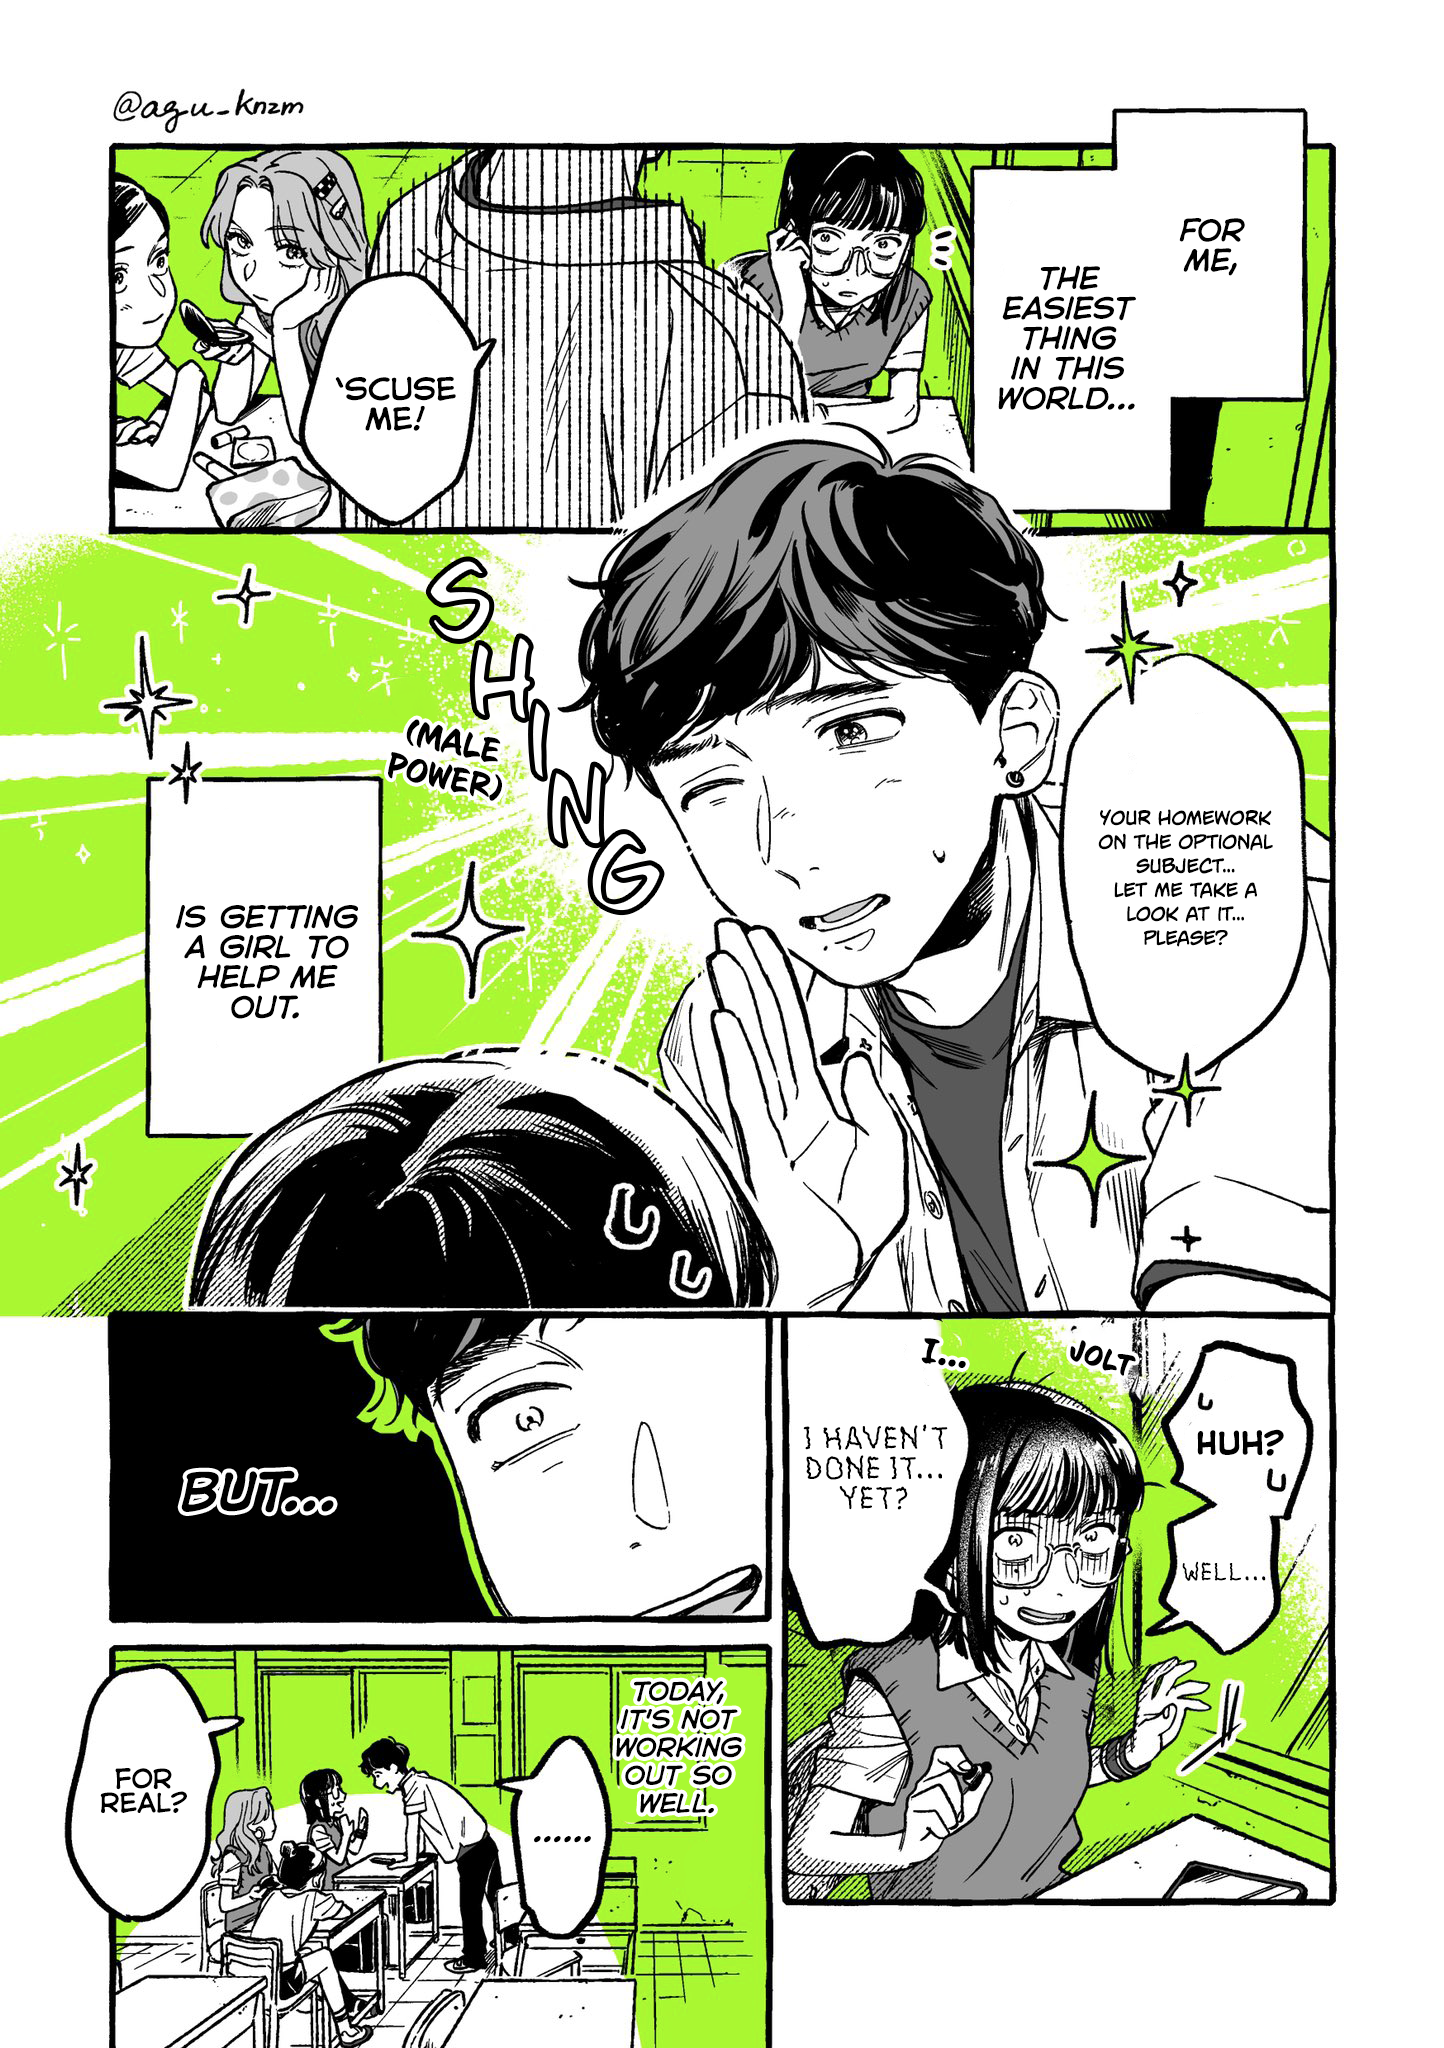 @agu_knzm
FOR
ME,
THE
EASIEST
THING
IN THIS
WORLD...
'SCUSE
ME!
YOUR HOMEWORK
ON THE OPTIONAL
SUBJECT...
LET ME TAKE A
LOOK AT IT...
PLEASE?
SHING
(MALE
POWER)
IS GETTING
A GIRL TO
HELP ME
OUT.
HUH?
WELL...
JOLT
I...
I HAVEN'T
DONE IT...
YET?
BUT...
TODAY,
IT'S NOT
WORKING
OUT SO
WELL.
.......
FOR
REAL?